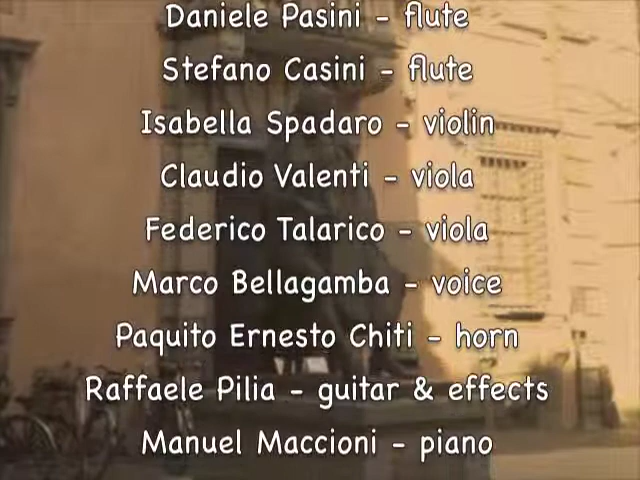 Daniele Pasini - flute
Stefano Casini - flute
Isabella Spadaro - violin
Claudio Valenti - viola
Federico Talarico - viola
Marco Bellagamba - voice
Paquito Ernesto Chiti - horn
Raffaele Pilia - guitar & effects
Manuel Maccioni - piano